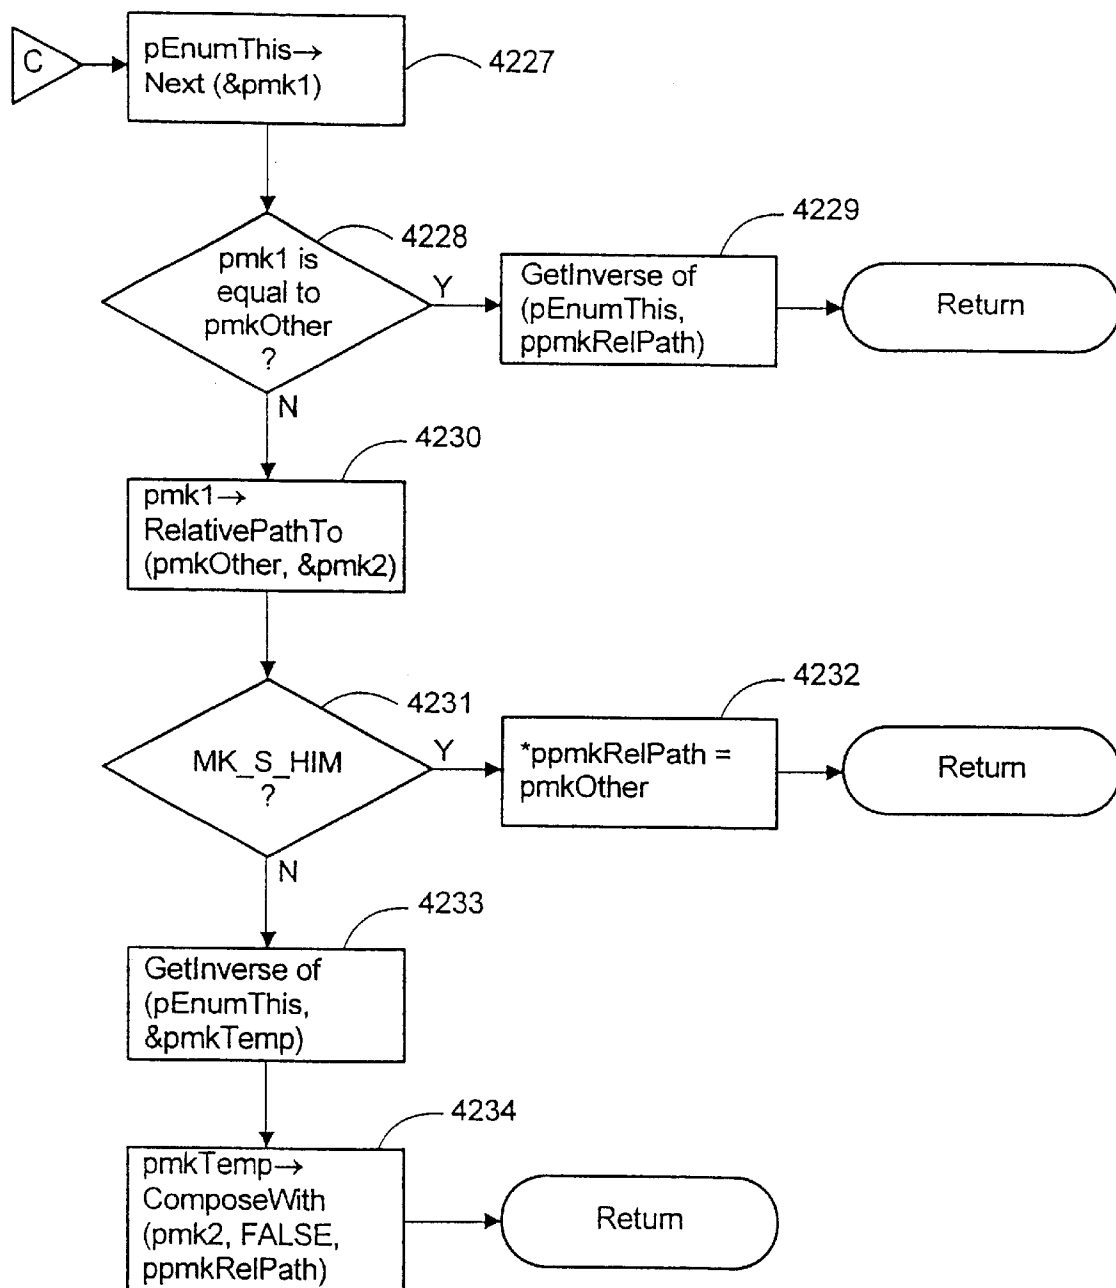 C
pEnumThis→
Next (&pmk1)
4227
pmk1 is
equal to
pmkOther
?
4228
Y
N
GetInverse of
(pEnumThis,
ppmkRelPath)
4229
Return
pmk1→
RelativePathTo
(pmkOther, &pmk2)
4230
MK_S_HIM
?
4231
Y
N
*ppmkRelPath =
pmkOther
4232
Return
GetInverse of
(pEnumThis,
&pmkTemp)
4233
pmkTemp→
ComposeWith
(pmk2, FALSE,
ppmkRelPath)
4234
Return